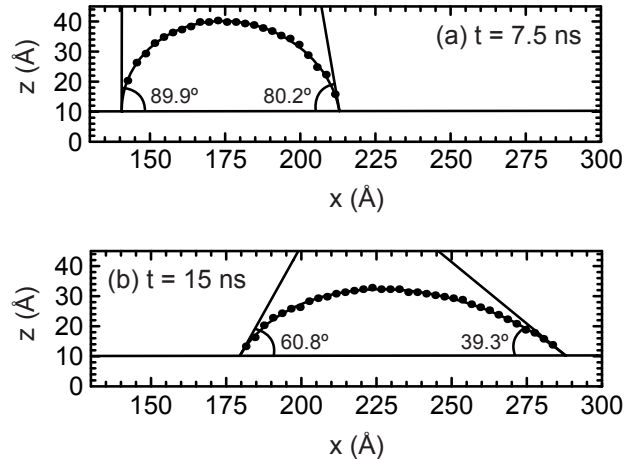 40
30
20
10
0
z (Å)
(a) t = 7.5 ns
89.9º
80.2º
150 175 200 225 250 275 300
x (Å)
40
30
20
10
0
z (Å)
(b) t = 15 ns
60.8º
39.3º
150 175 200 225 250 275 300
x (Å)